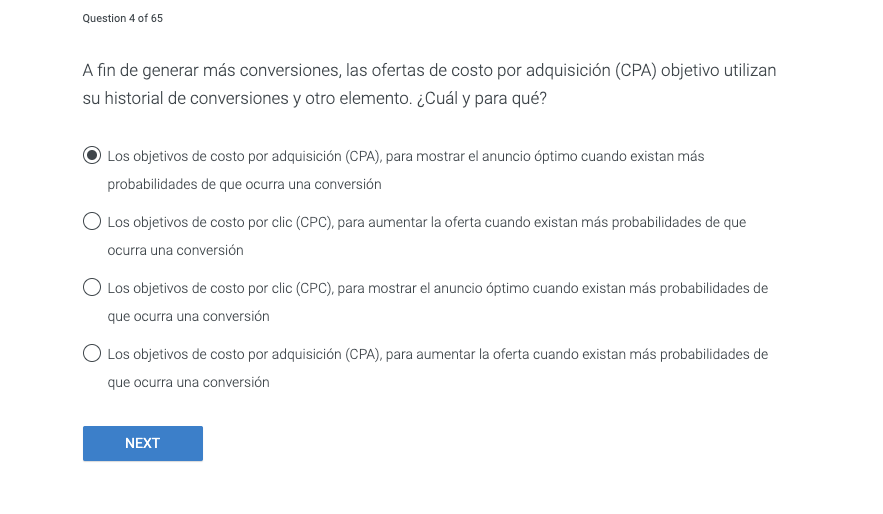 Question 4 of 65
A fin de generar más conversiones, las ofertas de costo por adquisición (CPA) objetivo utilizan
su historial de conversiones y otro elemento. ¿Cuál y para qué?
Los objetivos de costo por adquisición (CPA), para mostrar el anuncio óptimo cuando existan más
probabilidades de que ocurra una conversión
Los objetivos de costo por clic (CPC), para aumentar la oferta cuando existan más probabilidades de que
ocurra una conversión
Los objetivos de costo por clic (CPC), para mostrar el anuncio óptimo cuando existan más probabilidades de
que ocurra una conversión
Los objetivos de costo por adquisición (CPA), para aumentar la oferta cuando existan más probabilidades de
que ocurra una conversión
NEXT